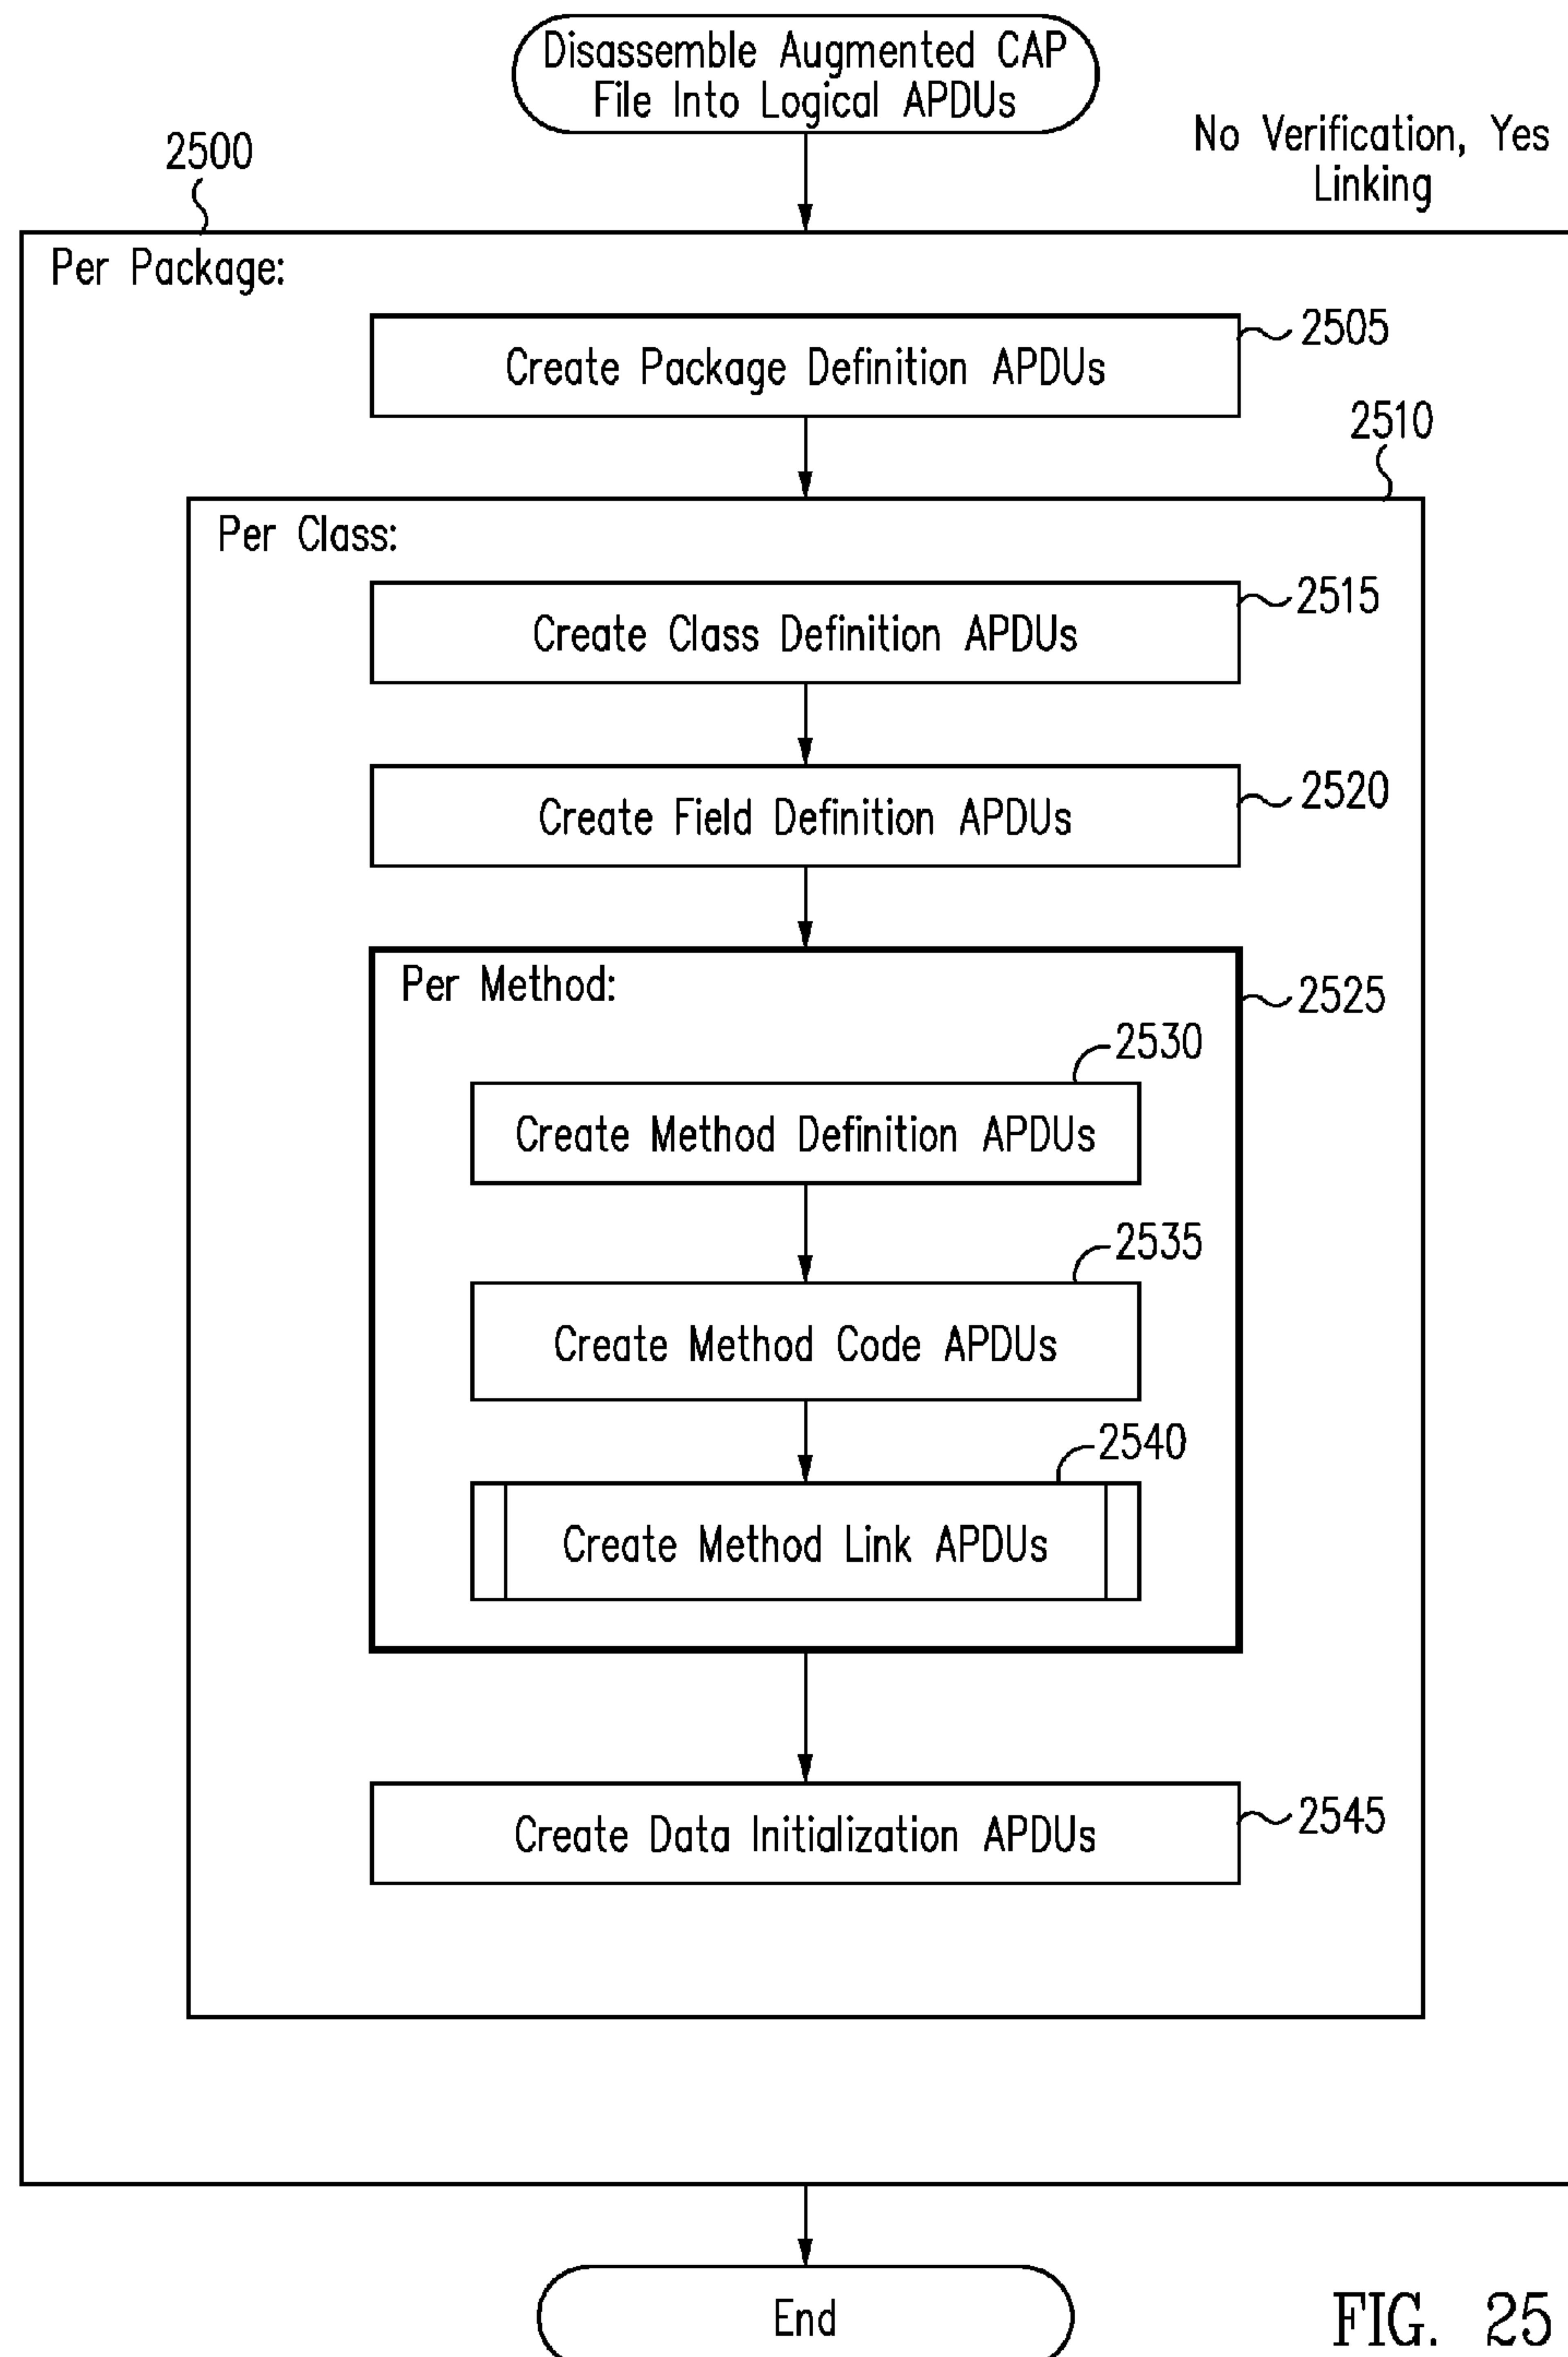 Disassemble Augmented CAP
File Into Logical APDUs
No Verification, Yes
Linking
2500
Per Package:
2505
Create Package Definition APDUs
2510
Per Class:
2515
Create Class Definition APDUs
2520
Create Field Definition APDUs
Per Method:
2525
2530
Create Method Definition APDUs
2535
Create Method Code APDUs
2540
Create Method Link APDUs
2545
Create Data Initialization APDUs
End
FIG. 25